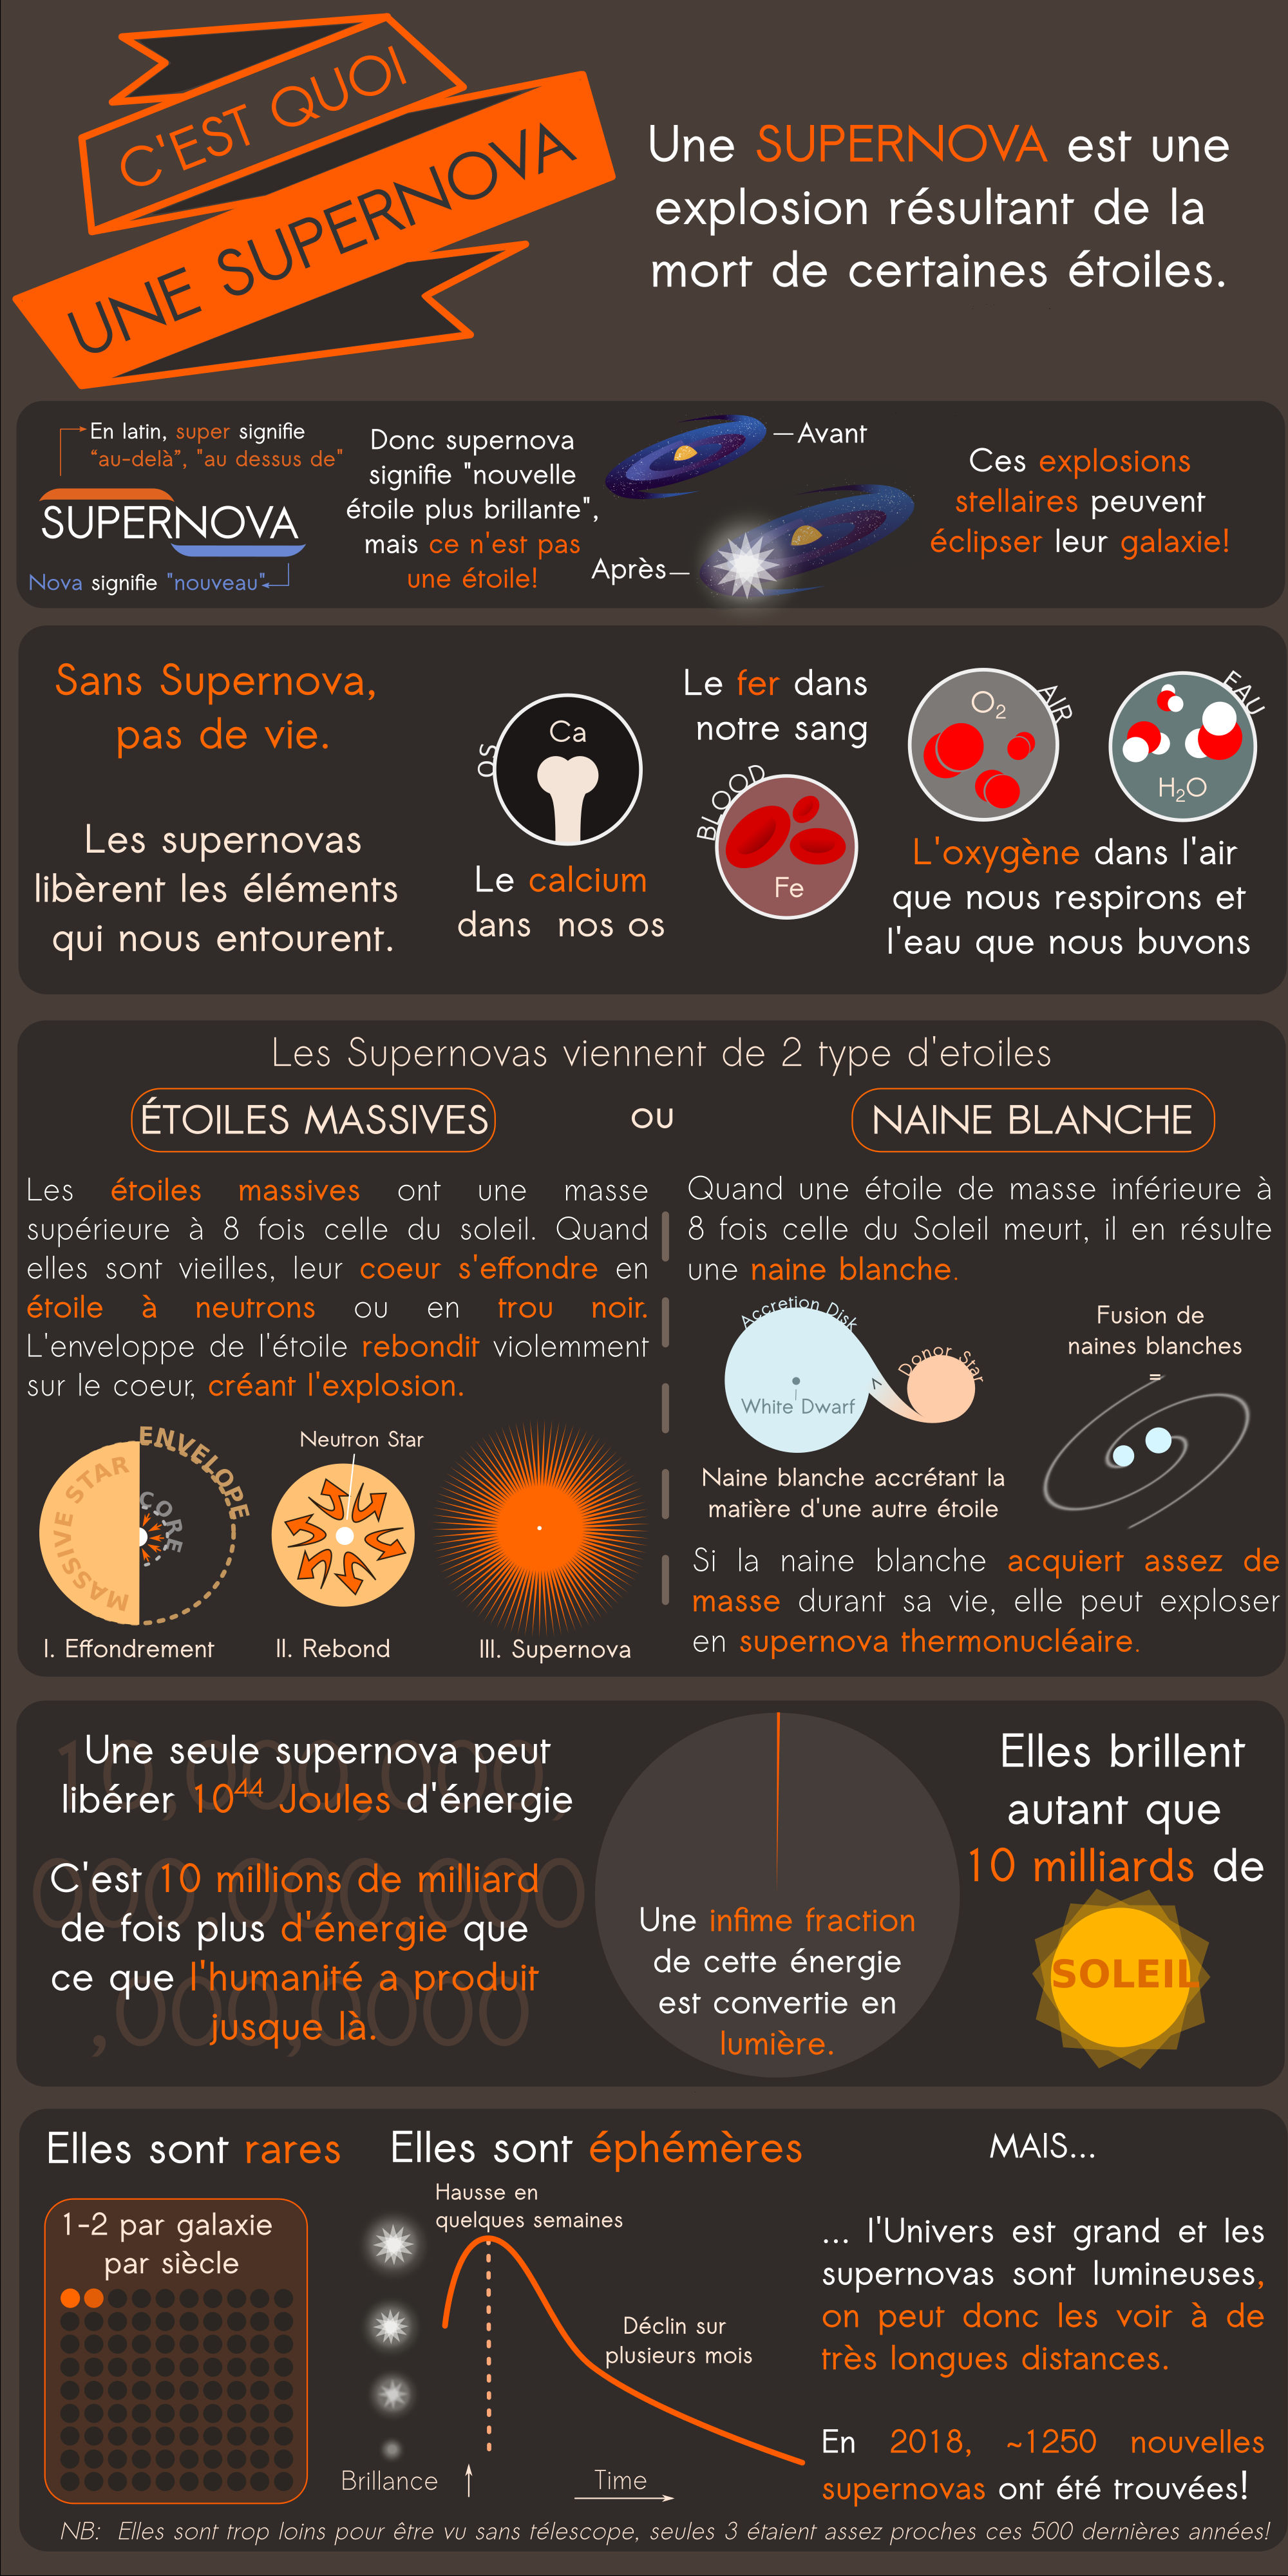 C'EST QUOI
UNE SUPERNOVA
Une SUPERNOVA est une
explosion résultant de la
mort de certaines étoiles.
En latin, super signifie
“au-delà”, "au dessus de"
SUPERNOVA
Nova signifie "nouveau"
Donc supernova
signifie "nouvelle
étoile plus brillante",
mais ce n'est pas
une étoile!
Avant
Après
Ces explosions
stellaires peuvent
éclipser leur galaxie!
Sans Supernova,
pas de vie.
Les supernovas
libèrent les éléments
qui nous entourent.
OS
Ca
Le calcium
dans nos os
Le fer dans
notre sang
BLOOD
Fe
O2
AIR
EAU
H2O
L'oxygène dans l'air
que nous respirons et
l'eau que nous buvons
Les Supernovas viennent de 2 type d'etoiles
ÉTOILES MASSIVES
OU
NAINE BLANCHE
Les étoiles massives ont une masse
supérieure à 8 fois celle du soleil. Quand
elles sont vieilles, leur coeur s'effondre en
étoile à neutrons ou en trou noir.
L'enveloppe de l'étoile rebondit violemment
sur le coeur, créant l'explosion.
MASSIVE STAR
ENVELOPE
CORE
Neutron Star
I. Effondrement
II. Rebond
III. Supernova
Quand une étoile de masse inférieure à
8 fois celle du Soleil meurt, il en résulte
une naine blanche.
Accretion Disk
White Dwarf
Donor Star
Fusion de
naines blanches
=
Naine blanche accrétant la
matière d'une autre étoile
Si la naine blanche acquiert assez de
masse durant sa vie, elle peut exploser
en supernova thermonucléaire.
10,000,000,
000,000,000
,000,0000
Une seule supernova peut
libérer 10^44 Joules d'énergie
C'est 10 millions de milliard
de fois plus d'énergie que
ce que l'humanité a produit
jusque là.
Une infime fraction
de cette énergie
est convertie en
lumière.
Elles brillent
autant que
10 milliards de
SOLEIL
Elles sont rares
1-2 par galaxie
par siècle
Elles sont éphémères
Hausse en
quelques semaines
Déclin sur
plusieurs mois
Brillance
Time
MAIS...
... l'Univers est grand et les
supernovas sont lumineuses,
on peut donc les voir à de
très longues distances.
En 2018, ~1250 nouvelles
supernovas ont été trouvées!
NB: Elles sont trop loins pour être vu sans télescope, seules 3 étaient assez proches ces 500 dernières années!